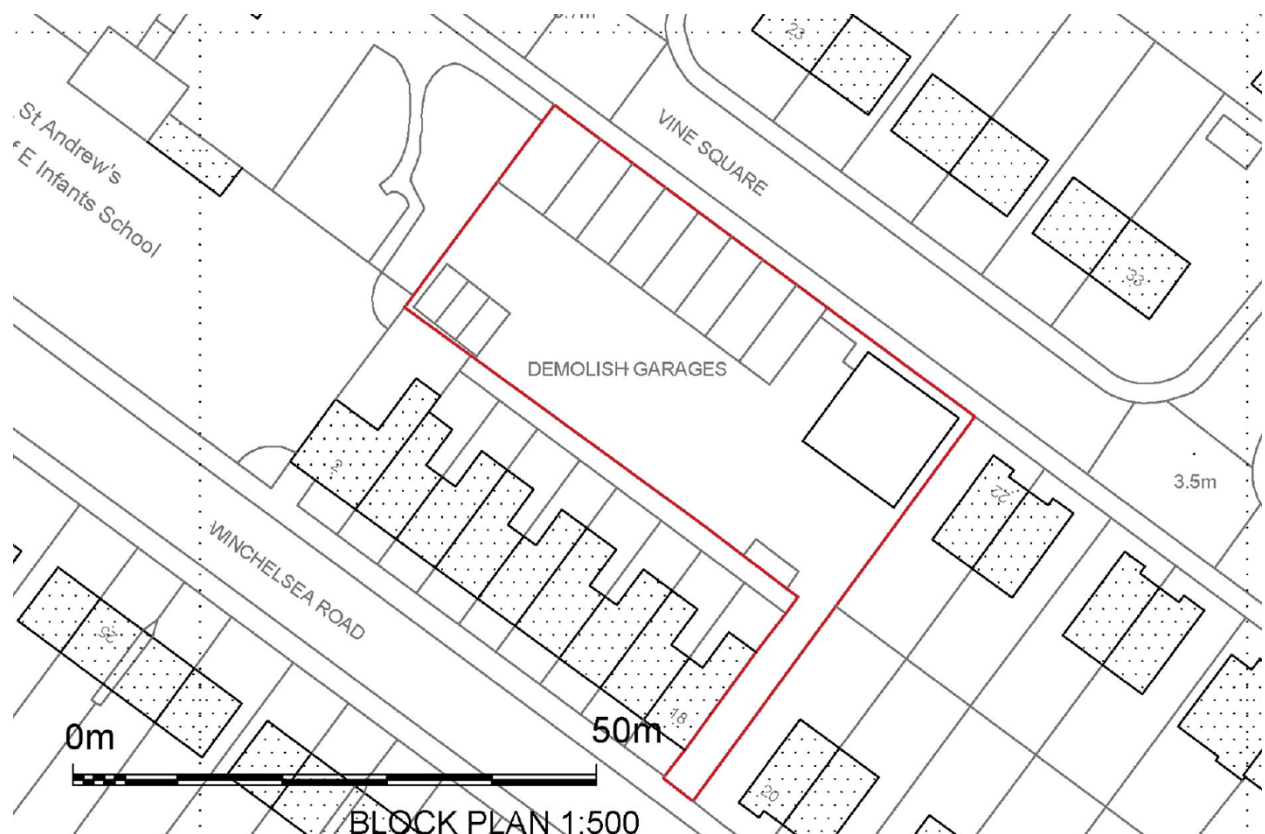 23
St Andrew's
E Infants School
VINE SQUARE
33
DEMOLISH GARAGES
3.5m
22
2
WINCHELSEA ROAD
18
25
20
0m
50m
BLOCK PLAN 1:500